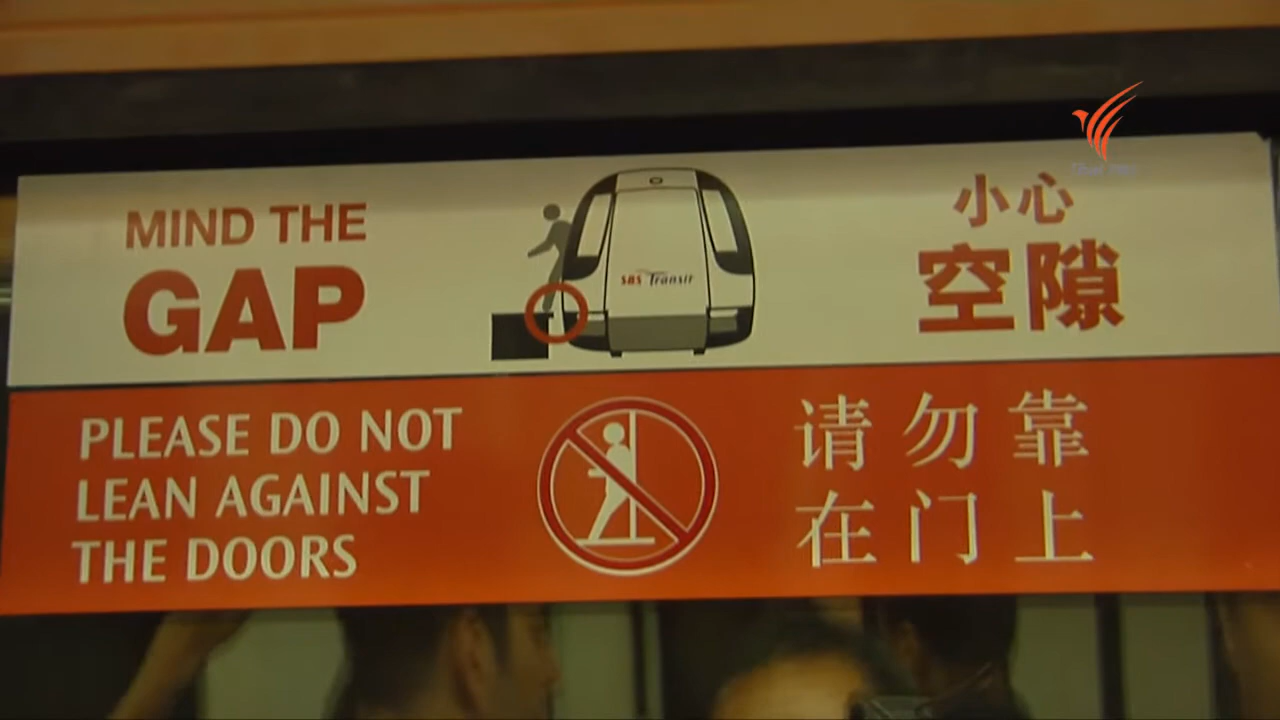 MIND THE
GAP
SBS Transit
小心
空隙
PLEASE DO NOT
LEAN AGAINST
THE DOORS
请勿靠
在门上